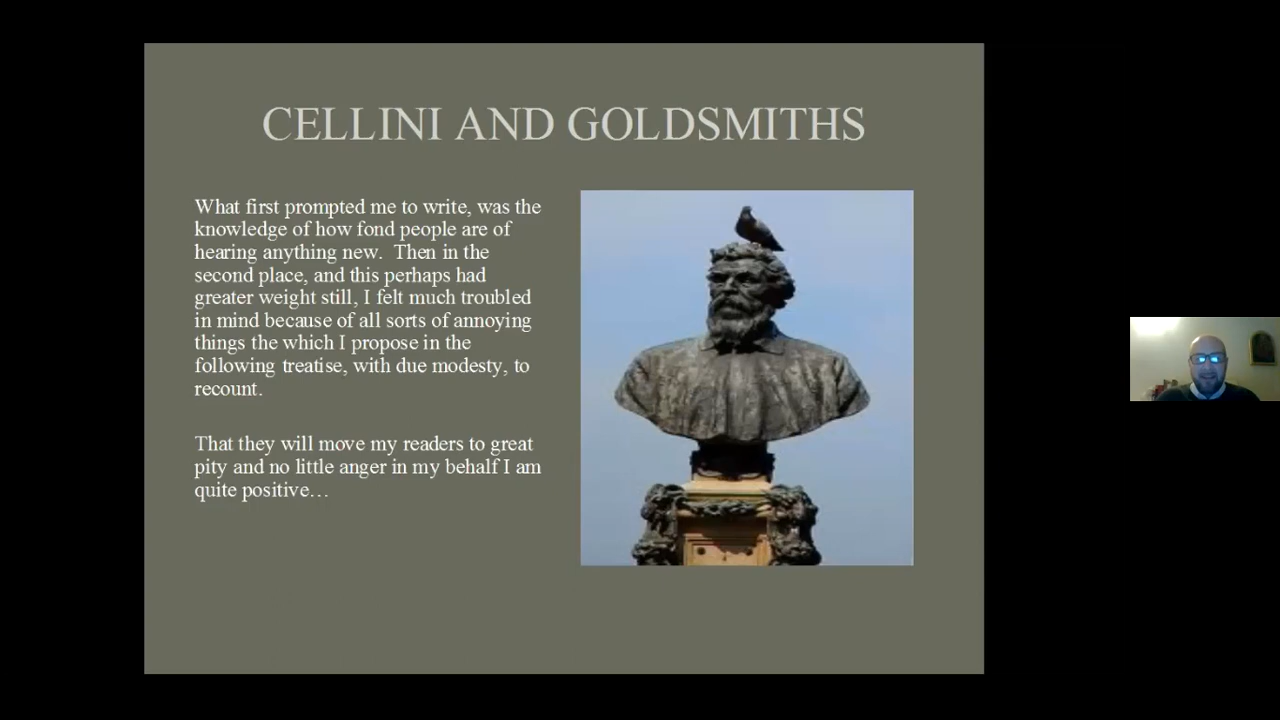 CELLINI AND GOLDSMITHS
What first prompted me to write, was the
knowledge of how fond people are of
hearing anything new.  Then in the
second place, and this perhaps had
greater weight still, I felt much troubled
in mind because of all sorts of annoying
things the which I propose in the
following treatise, with due modesty, to
recount.
That they will move my readers to great
pity and no little anger in my behalf I am
quite positive…